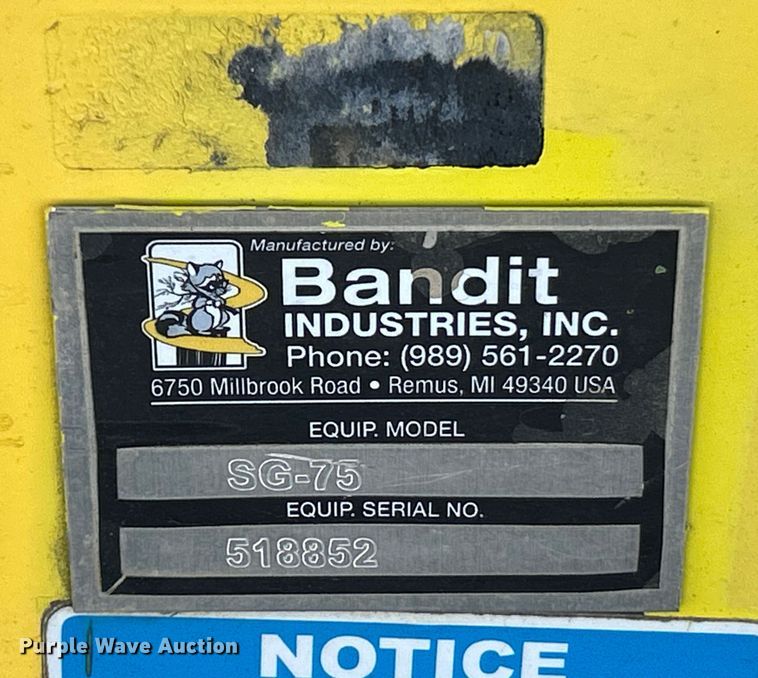 Manufactured by:
Bandit
INDUSTRIES, INC.
Phone: (989) 561-2270
6750 Millbrook Road • Remus, MI 49340 USA
EQUIP. MODEL
SG-75
EQUIP. SERIAL NO.
518852
NOTICE
Purple Wave Auction